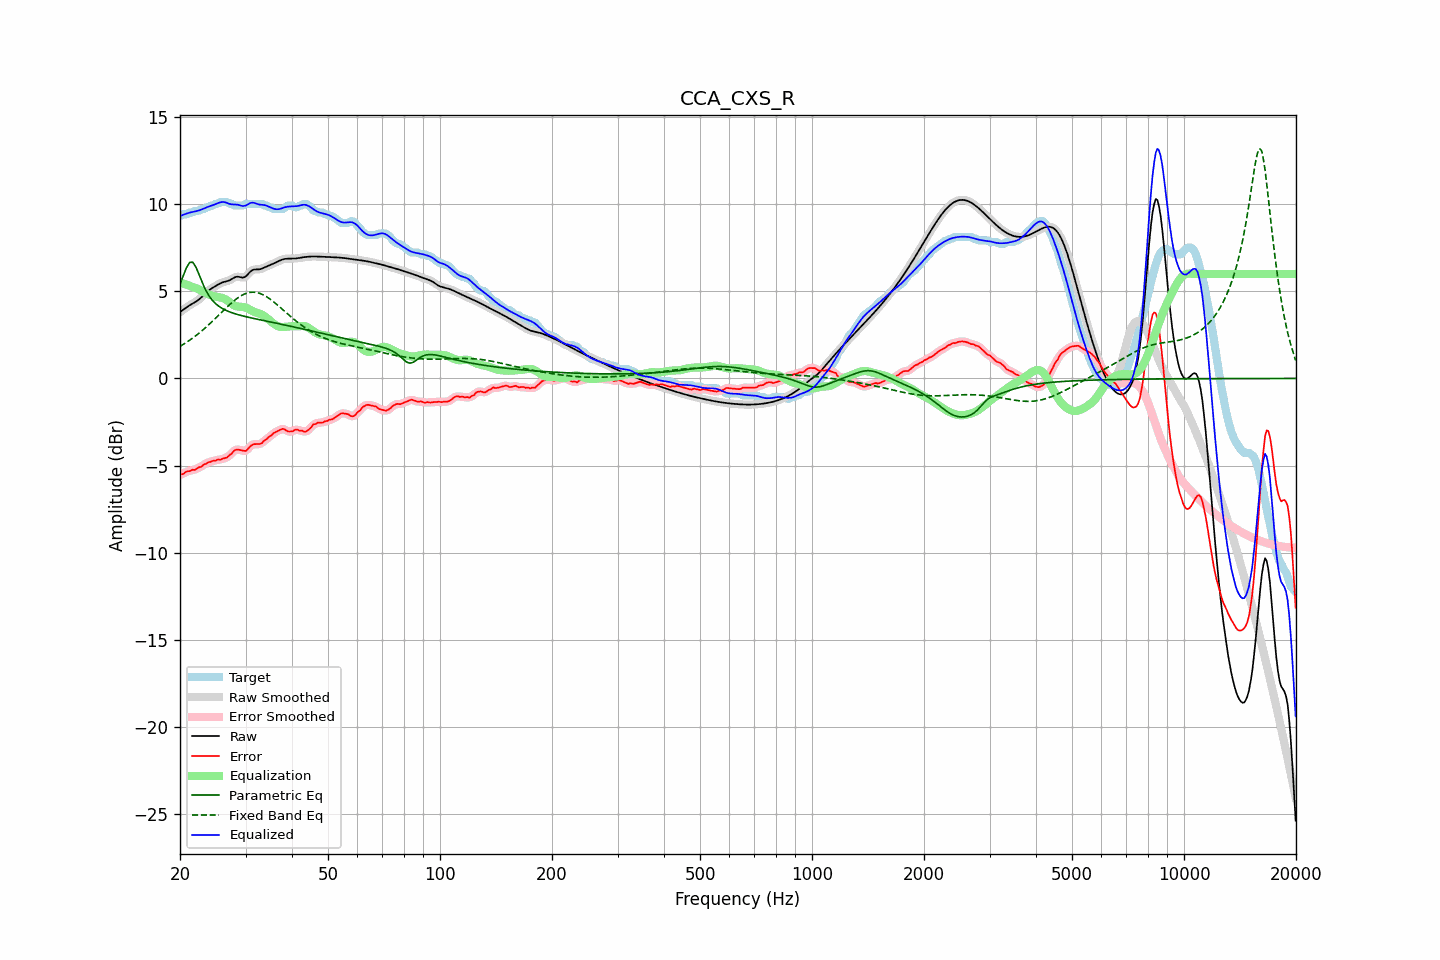 CCA_CXS_R
15
10
5
0
−5
−10
−15
−20
−25
Amplitude (dBr)
Target
Raw Smoothed
Error Smoothed
Raw
Error
Equalization
Parametric Eq
Fixed Band Eq
Equalized
20 50 100 200 500 1000 2000 5000 10000 20000
Frequency (Hz)